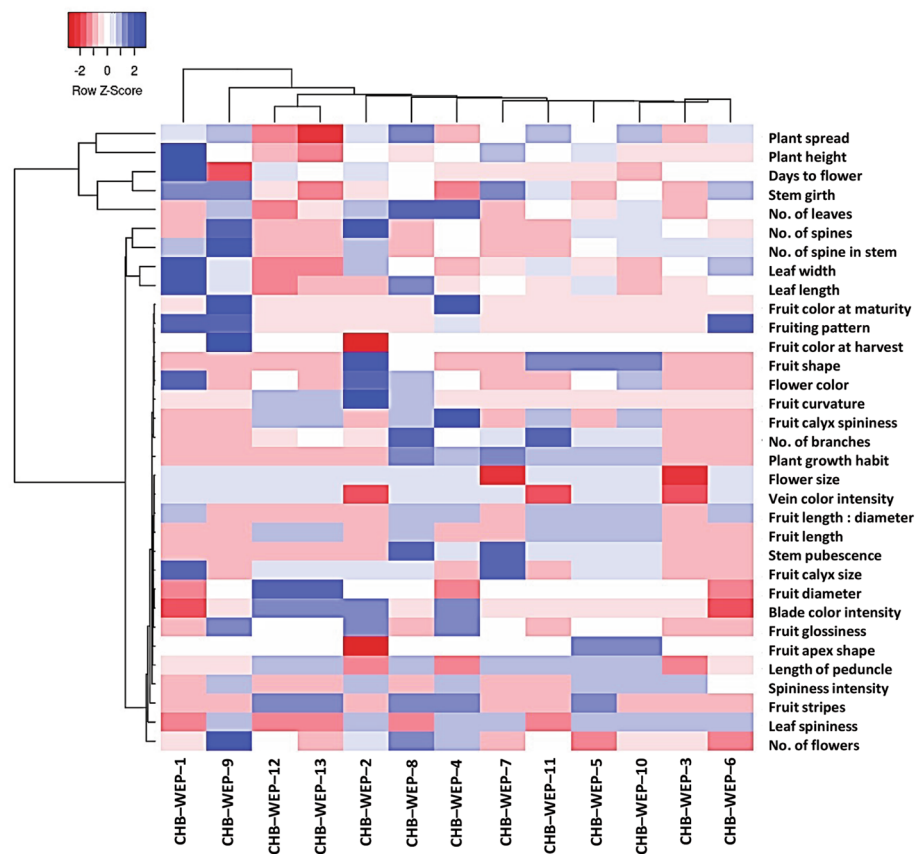 -2 0 2
Row Z-Score
Plant spread
Plant height
Days to flower
Stem girth
No. of leaves
No. of spines
No. of spine in stem
Leaf width
Leaf length
Fruit color at maturity
Fruiting pattern
Fruit color at harvest
Fruit shape
Flower color
Fruit curvature
Fruit calyx spininess
No. of branches
Plant growth habit
Flower size
Vein color intensity
Fruit length : diameter
Fruit length
Stem pubescence
Fruit calyx size
Fruit diameter
Blade color intensity
Fruit glossiness
Fruit apex shape
Length of peduncle
Spininess intensity
Fruit stripes
Leaf spininess
No. of flowers
CHB–WEP–1
CHB–WEP–9
CHB–WEP–12
CHB–WEP–13
CHB–WEP–2
CHB–WEP–8
CHB–WEP–4
CHB–WEP–7
CHB–WEP–11
CHB–WEP–5
CHB–WEP–10
CHB–WEP–3
CHB–WEP–6